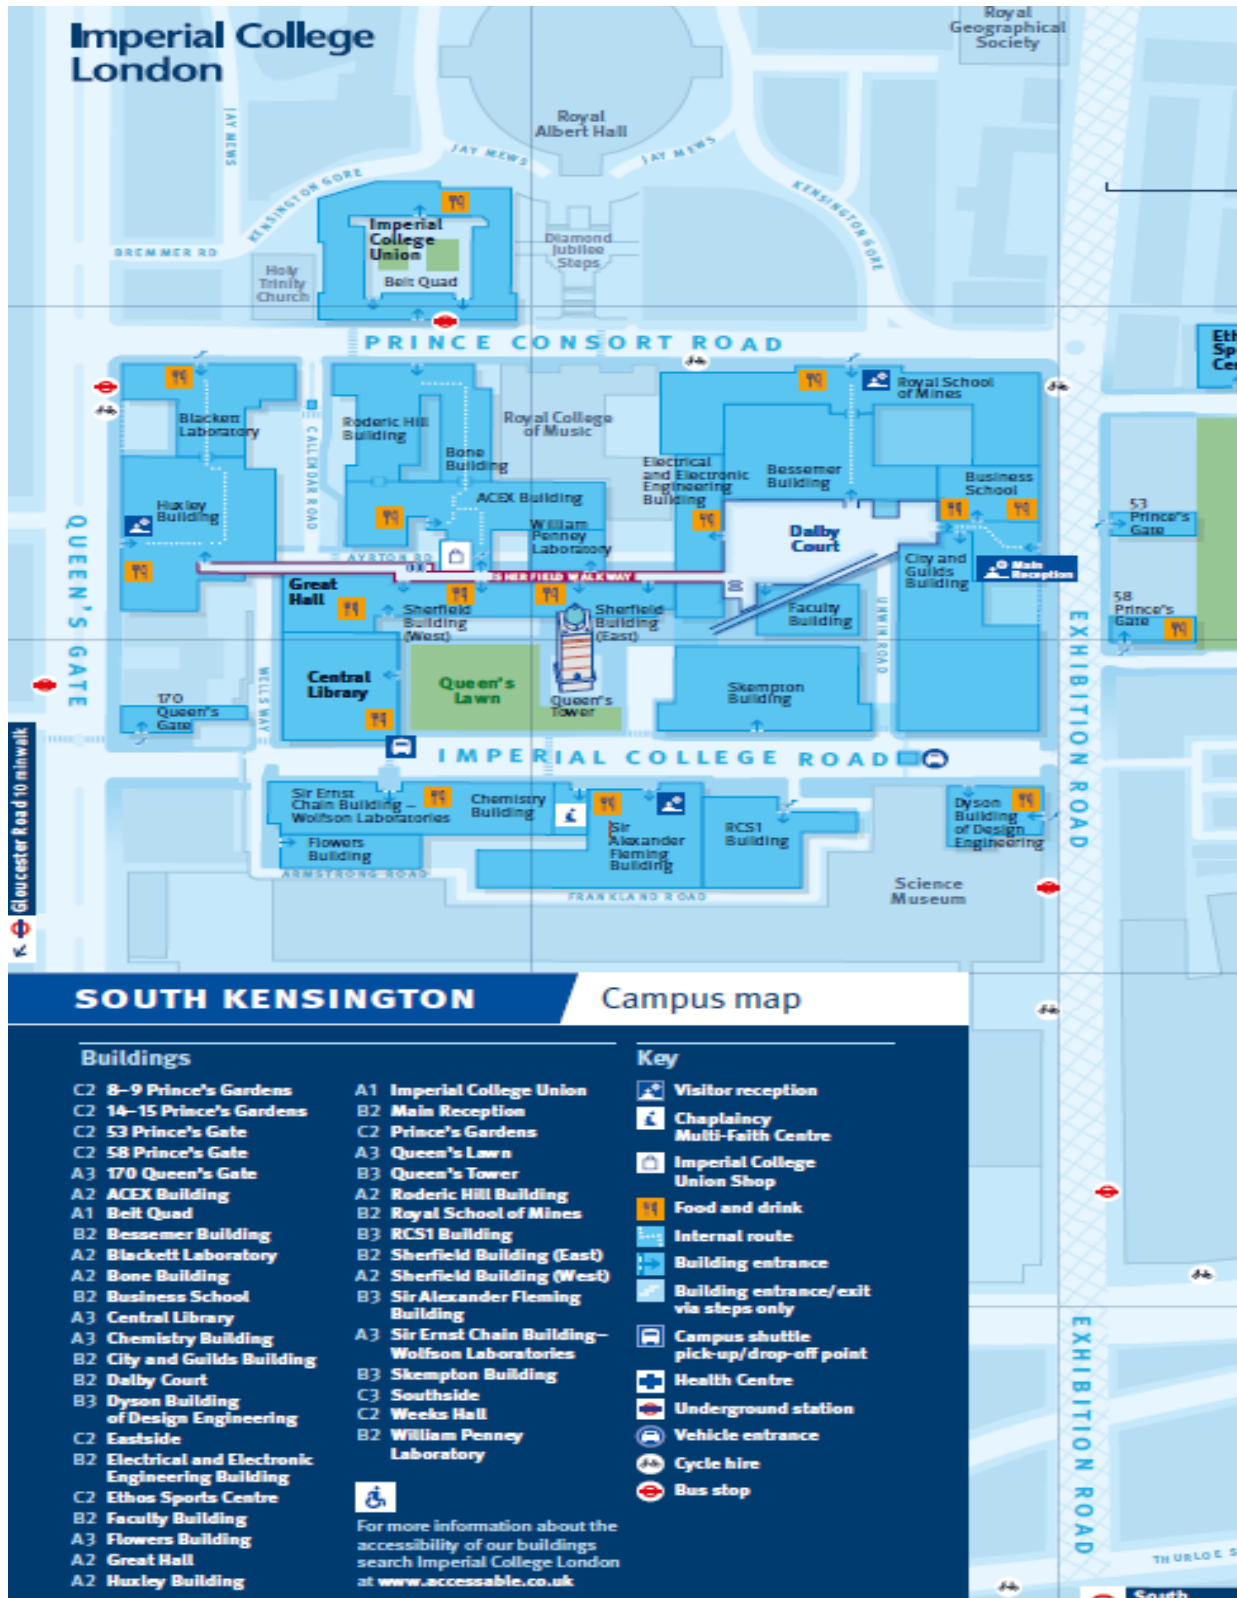 Imperial College
London
Royal
Geographical
Society
Royal
Albert Hall
JAY MEWS
JAY MEWS
JAY MEWS
KENSINGTON GORE
KENSINGTON GORE
BREMMER RD
Holy
Trinity
Church
Imperial
College
Union
Beit Quad
Diamond
Jubilee
Steps
PRINCE CONSORT ROAD
Blackett
Laboratory
CALLENDAR ROAD
Roderic Hill
Building
Bone
Building
Royal College
of Music
Royal School
of Mines
Electrical
and Electronic
Engineering
Building
Bessemer
Building
Business
School
ACEX Building
Huxley
Building
William
Penney
Laboratory
Dalby
Court
53
Prince's
Gate
AYRTON RD
SHERFIELD WALKWAY
City and
Guilds
Building
Main
Reception
Great
Hall
Sherfield
Building
(West)
Sherfield
Building
(East)
Faculty
Building
UNWIN ROAD
58
Prince's
Gate
QUEEN'S GATE
EXHIBITION ROAD
Central
Library
Queen's
Lawn
Queen's
Tower
Skempton
Building
WELLS WAY
170
Queen's
Gate
IMPERIAL COLLEGE ROAD
Gloucester Road 10 minwalk
Sir Ernst
Chain Building –
Wolfson Laboratories
Chemistry
Building
Flowers
Building
Sir
Alexander
Fleming
Building
RCS1
Building
Dyson
Building
of Design
Engineering
ARMSTRONG ROAD
FRANKLAND ROAD
Science
Museum
Eth
Sp
Ce
SOUTH KENSINGTON
Campus map
Buildings
C2 8–9 Prince's Gardens
C2 14–15 Prince's Gardens
C2 53 Prince's Gate
C2 58 Prince's Gate
A3 170 Queen's Gate
A2 ACEX Building
A1 Beit Quad
B2 Bessemer Building
A2 Blackett Laboratory
A2 Bone Building
B2 Business School
A3 Central Library
A3 Chemistry Building
B2 City and Guilds Building
B2 Dalby Court
B3 Dyson Building
of Design Engineering
C2 Eastside
B2 Electrical and Electronic
Engineering Building
C2 Ethos Sports Centre
B2 Faculty Building
A3 Flowers Building
A2 Great Hall
A2 Huxley Building
A1 Imperial College Union
B2 Main Reception
C2 Prince's Gardens
A3 Queen's Lawn
B3 Queen's Tower
A2 Roderic Hill Building
B2 Royal School of Mines
B3 RCS1 Building
B2 Sherfield Building (East)
A2 Sherfield Building (West)
B3 Sir Alexander Fleming
Building
A3 Sir Ernst Chain Building–
Wolfson Laboratories
B3 Skempton Building
C3 Southside
C2 Weeks Hall
B2 William Penney
Laboratory
For more information about the
accessibility of our buildings
search Imperial College London
at www.accessable.co.uk
Key
Visitor reception
Chaplaincy
Multi-Faith Centre
Imperial College
Union Shop
Food and drink
Internal route
Building entrance
Building entrance/exit
via steps only
Campus shuttle
pick-up/drop-off point
Health Centre
Underground station
Vehicle entrance
Cycle hire
Bus stop
EXHIBITION ROAD
THURLOE S
South